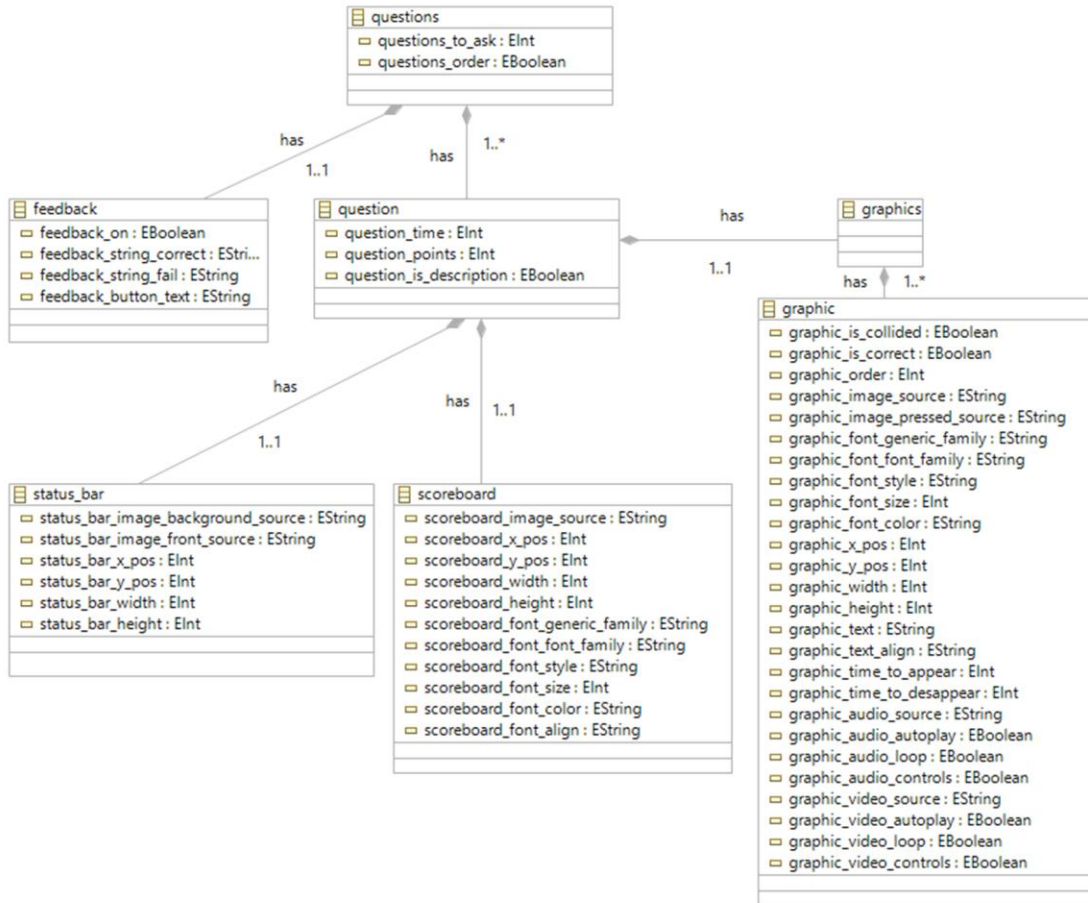 questions
questions_to_ask : EInt
questions_order : EBoolean
has
1..1
has
1..*
feedback
feedback_on : EBoolean
feedback_string_correct : EStri...
feedback_string_fail : EString
feedback_button_text : EString
question
question_time : EInt
question_points : EInt
question_is_description : EBoolean
has
1..1
graphics
has
1..*
has
1..1
has
1..1
status_bar
status_bar_image_background_source : EString
status_bar_image_front_source : EString
status_bar_x_pos : EInt
status_bar_y_pos : EInt
status_bar_width : EInt
status_bar_height : EInt
scoreboard
scoreboard_image_source : EString
scoreboard_x_pos : EInt
scoreboard_y_pos : EInt
scoreboard_width : EInt
scoreboard_height : EInt
scoreboard_font_generic_family : EString
scoreboard_font_font_family : EString
scoreboard_font_style : EString
scoreboard_font_size : EInt
scoreboard_font_color : EString
scoreboard_font_align : EString
graphic
graphic_is_collided : EBoolean
graphic_is_correct : EBoolean
graphic_order : EInt
graphic_image_source : EString
graphic_image_pressed_source : EString
graphic_font_generic_family : EString
graphic_font_font_family : EString
graphic_font_style : EString
graphic_font_size : EInt
graphic_font_color : EString
graphic_x_pos : EInt
graphic_y_pos : EInt
graphic_width : EInt
graphic_height : EInt
graphic_text : EString
graphic_text_align : EString
graphic_time_to_appear : EInt
graphic_time_to_desappear : EInt
graphic_audio_source : EString
graphic_audio_autoplay : EBoolean
graphic_audio_loop : EBoolean
graphic_audio_controls : EBoolean
graphic_video_source : EString
graphic_video_autoplay : EBoolean
graphic_video_loop : EBoolean
graphic_video_controls : EBoolean